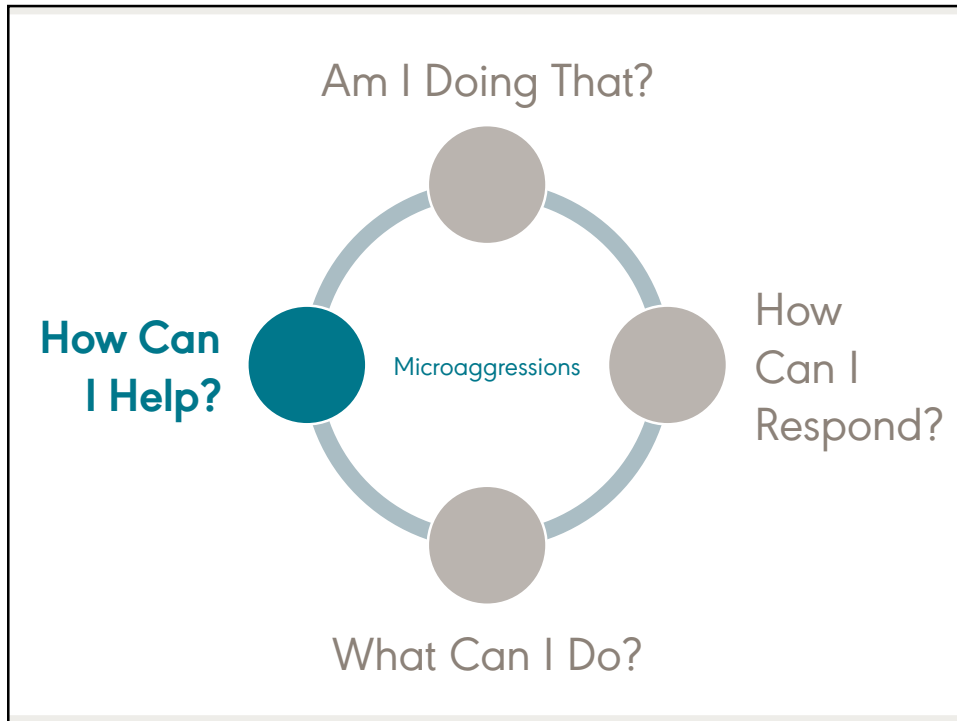 Am I Doing That?
How Can
I Help?
Microaggressions
How
Can I
Respond?
What Can I Do?